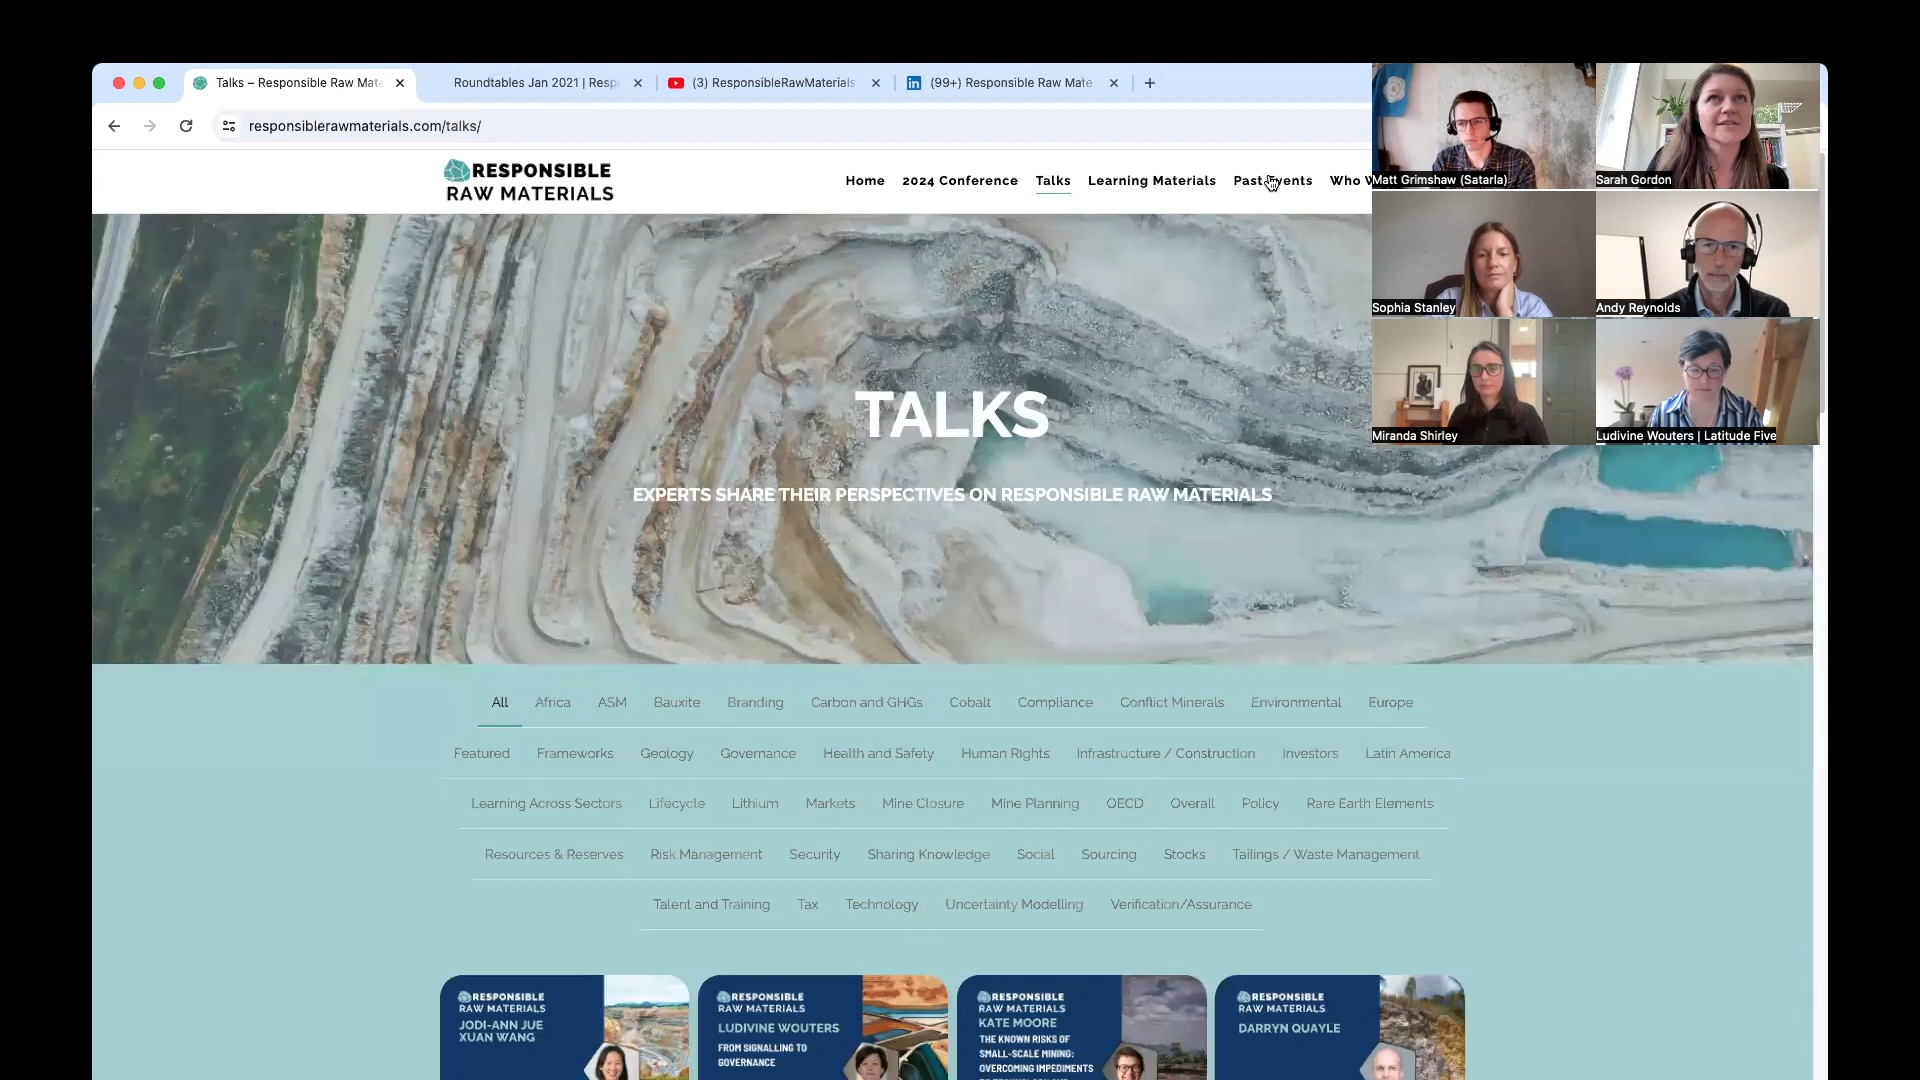 Talks – Responsible Raw Mate
Roundtables Jan 2021 | Resp
(3) ResponsibleRawMaterials
(99+) Responsible Raw Mate
responsiblerawmaterials.com/talks/
RESPONSIBLE
RAW MATERIALS
Home 2024 Conference Talks Learning Materials Past Events Who W
Matt Grimshaw (Satarla)
Sarah Gordon
Sophia Stanley
Andy Reynolds
Miranda Shirley
Ludivine Wouters | Latitude Five
TALKS
EXPERTS SHARE THEIR PERSPECTIVES ON RESPONSIBLE RAW MATERIALS
All Africa ASM Bauxite Branding Carbon and GHGs Cobalt Compliance Conflict Minerals Environmental Europe
Featured Frameworks Geology Governance Health and Safety Human Rights Infrastructure / Construction Investors Latin America
Learning Across Sectors Lifecycle Lithium Markets Mine Closure Mine Planning OECD Overall Policy Rare Earth Elements
Resources & Reserves Risk Management Security Sharing Knowledge Social Sourcing Stocks Tailings / Waste Management
Talent and Training Tax Technology Uncertainty Modelling Verification/Assurance
RESPONSIBLE
RAW MATERIALS
JODI-ANN JUE
XUAN WANG
RESPONSIBLE
RAW MATERIALS
LUDIVINE WOUTERS
FROM SIGNALLING TO
GOVERNANCE
RESPONSIBLE
RAW MATERIALS
KATE MOORE
THE KNOWN RISKS OF
SMALL-SCALE MINING:
OVERCOMING IMPEDIMENTS
RESPONSIBLE
RAW MATERIALS
DARRYN QUAYLE